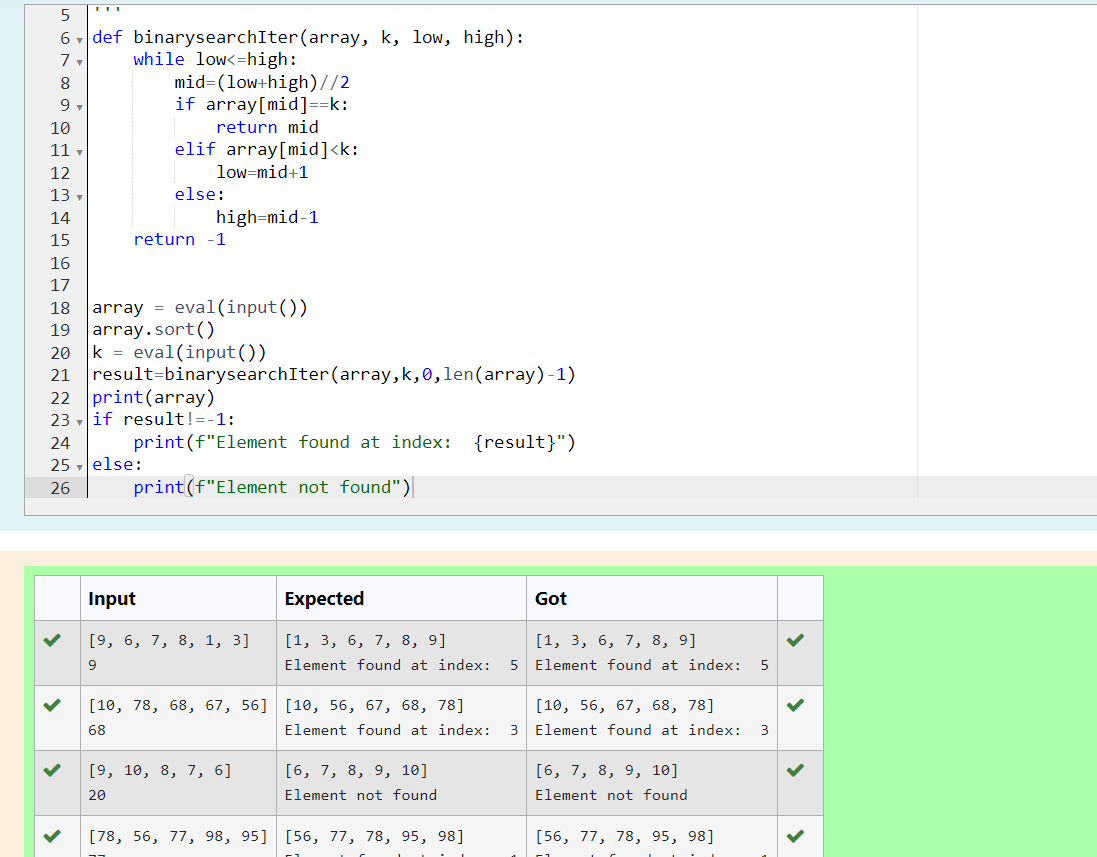 5 '''
6 def binarysearchIter(array, k, low, high):
7     while low<=high:
8         mid=(low+high)//2
9         if array[mid]==k:
10             return mid
11         elif array[mid]<k:
12             low=mid+1
13         else:
14             high=mid-1
15     return -1
16
17
18 array = eval(input())
19 array.sort()
20 k = eval(input())
21 result=binarysearchIter(array,k,0,len(array)-1)
22 print(array)
23 if result!=-1:
24     print(f"Element found at index:  {result}")
25 else:
26     print(f"Element not found")
Input Expected Got
[9, 6, 7, 8, 1, 3] [1, 3, 6, 7, 8, 9] [1, 3, 6, 7, 8, 9]
9 Element found at index:  5 Element found at index:  5
[10, 78, 68, 67, 56] [10, 56, 67, 68, 78] [10, 56, 67, 68, 78]
68 Element found at index:  3 Element found at index:  3
[9, 10, 8, 7, 6] [6, 7, 8, 9, 10] [6, 7, 8, 9, 10]
20 Element not found Element not found
[78, 56, 77, 98, 95] [56, 77, 78, 95, 98] [56, 77, 78, 95, 98]